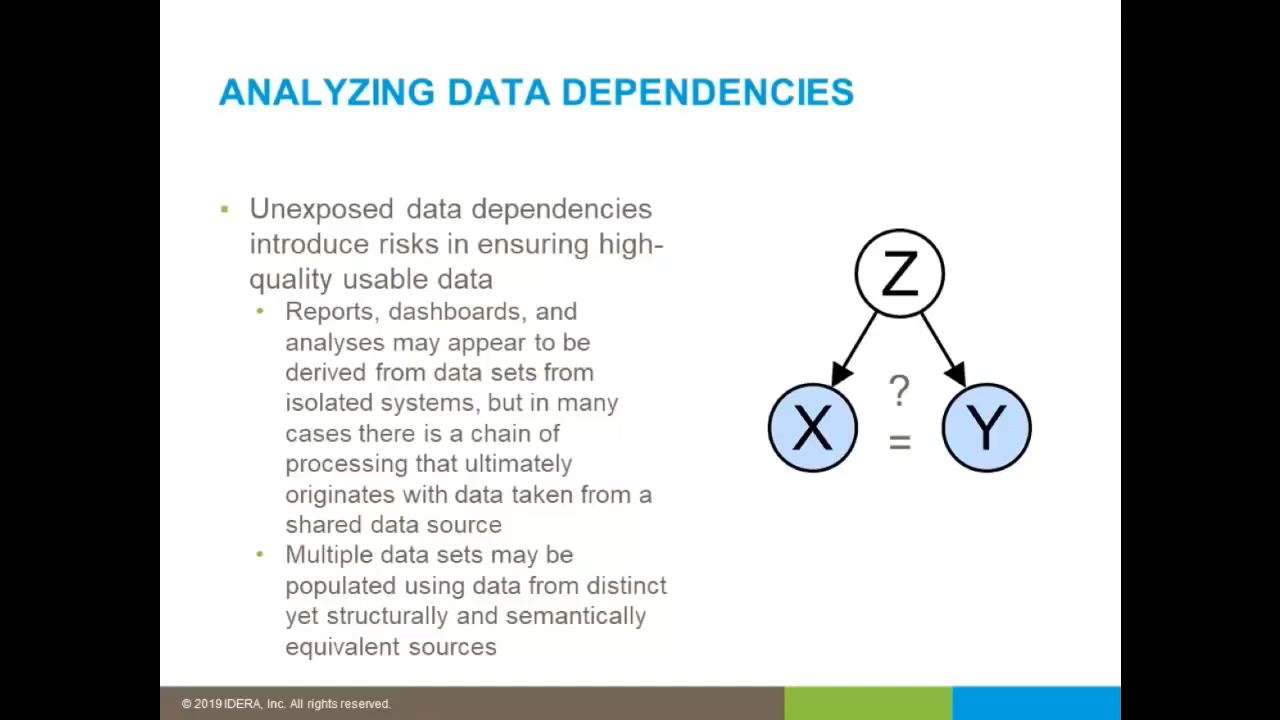 ANALYZING DATA DEPENDENCIES
▪ Unexposed data dependencies
introduce risks in ensuring high-
quality usable data
• Reports, dashboards, and
analyses may appear to be
derived from data sets from
isolated systems, but in many
cases there is a chain of
processing that ultimately
originates with data taken from a
shared data source
• Multiple data sets may be
populated using data from distinct
yet structurally and semantically
equivalent sources
Z
?
X = Y
© 2019 IDERA, Inc. All rights reserved.